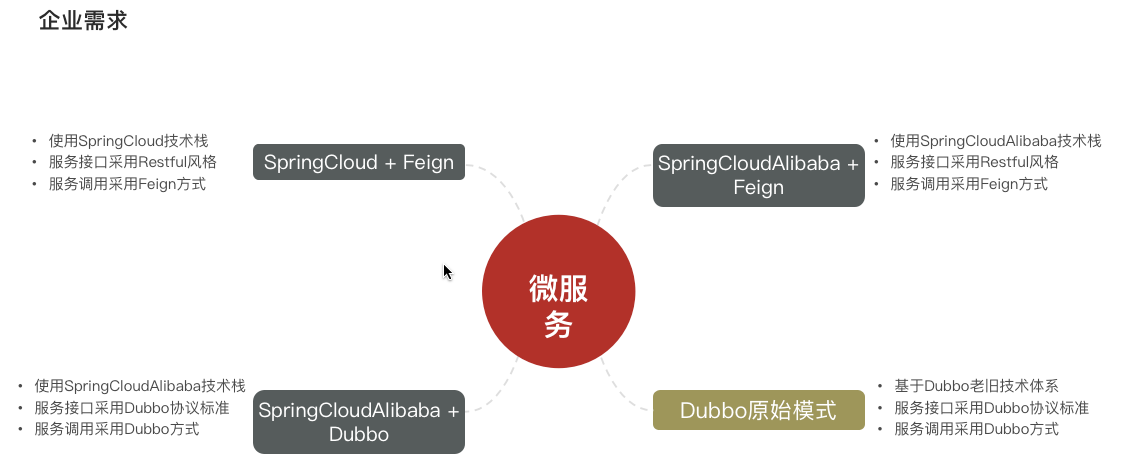 企业需求
• 使用SpringCloud技术栈
• 服务接口采用Restful风格
• 服务调用采用Feign方式
SpringCloud + Feign
SpringCloudAlibaba +
Feign
• 使用SpringCloudAlibaba技术栈
• 服务接口采用Restful风格
• 服务调用采用Feign方式
微服
务
• 使用SpringCloudAlibaba技术栈
• 服务接口采用Dubbo协议标准
• 服务调用采用Dubbo方式
SpringCloudAlibaba +
Dubbo
Dubbo原始模式
• 基于Dubbo老旧技术体系
• 服务接口采用Dubbo协议标准
• 服务调用采用Dubbo方式